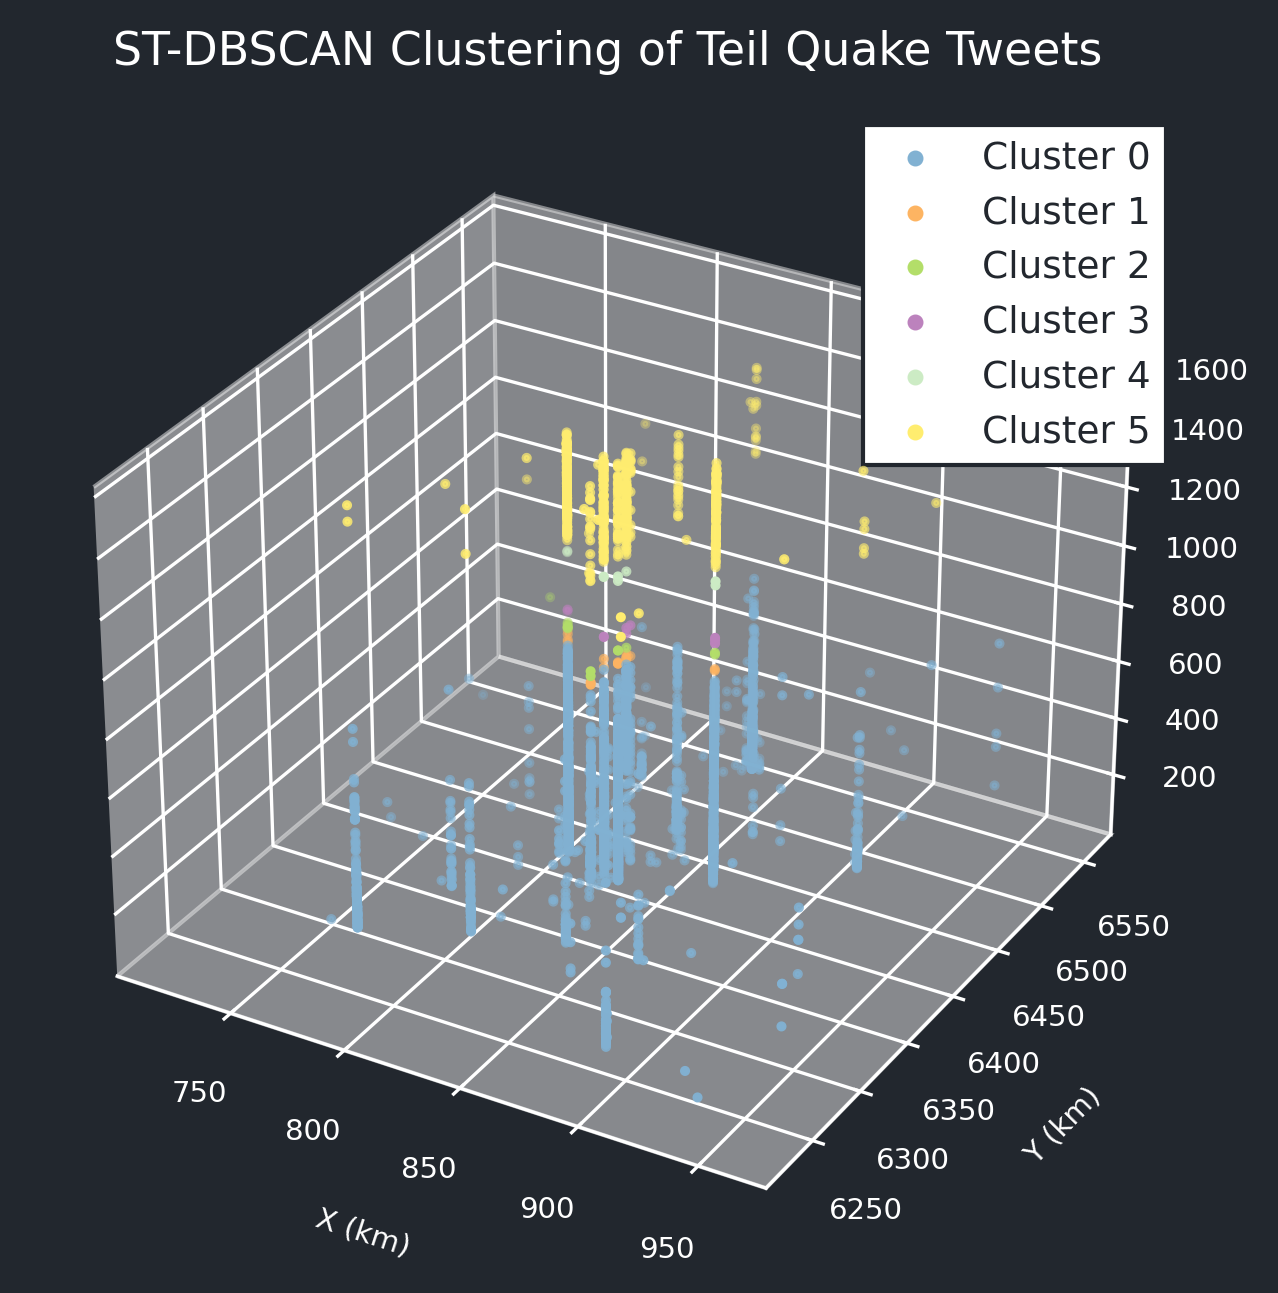 ST-DBSCAN Clustering of Teil Quake Tweets
Cluster 0
Cluster 1
Cluster 2
Cluster 3
Cluster 4
Cluster 5
1600
1400
1200
1000
800
600
400
200
6550
6500
6450
6400
6350
6300
6250
Y (km)
750
800
850
900
950
X (km)